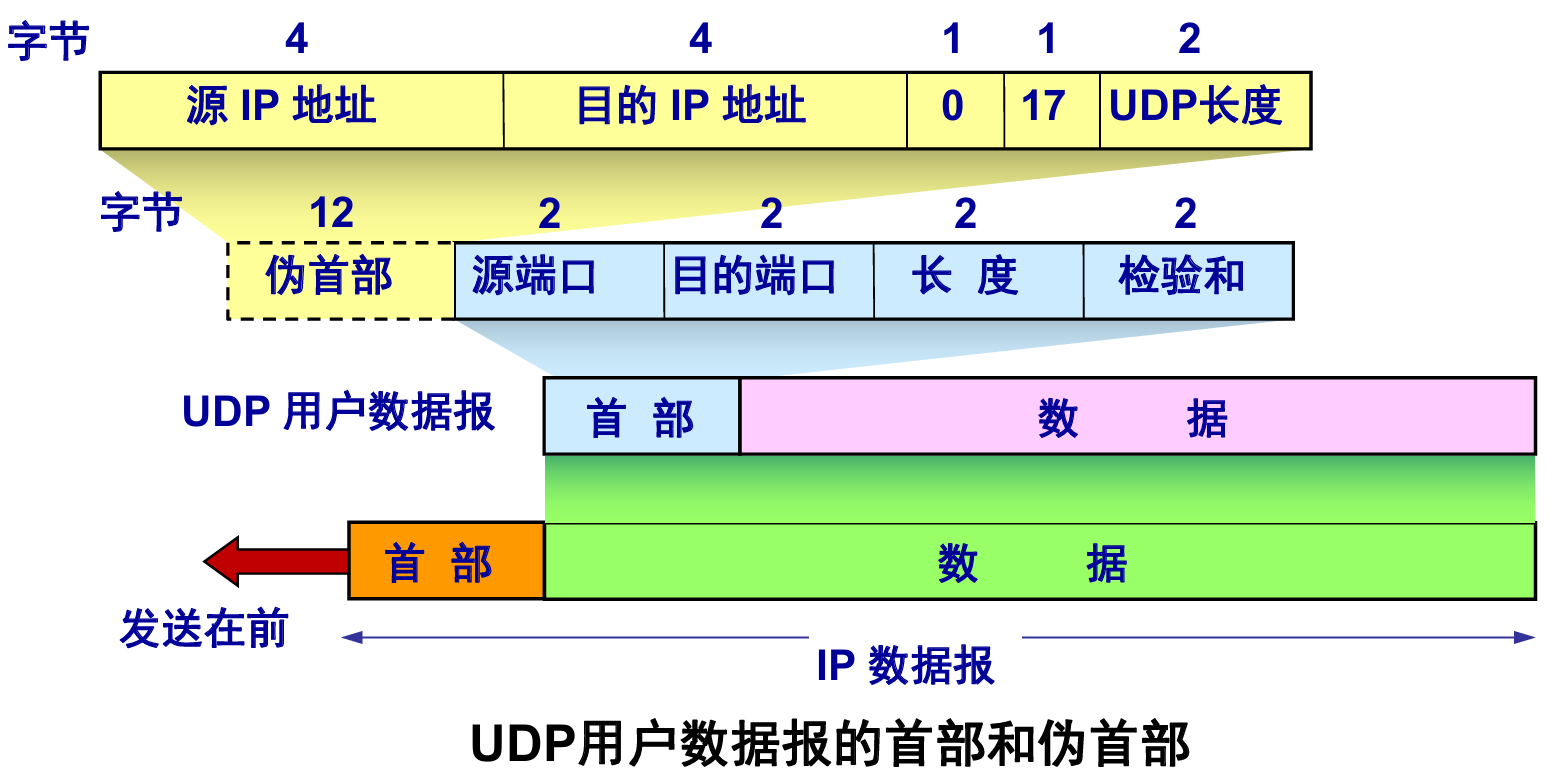 字节 4 4 1 1 2
源 IP 地址 目的 IP 地址 0 17 UDP长度
字节 12 2 2 2 2
伪首部 源端口 目的端口 长 度 检验和
UDP 用户数据报 首 部 数 据
首 部 数 据
发送在前
IP 数据报
UDP用户数据报的首部和伪首部